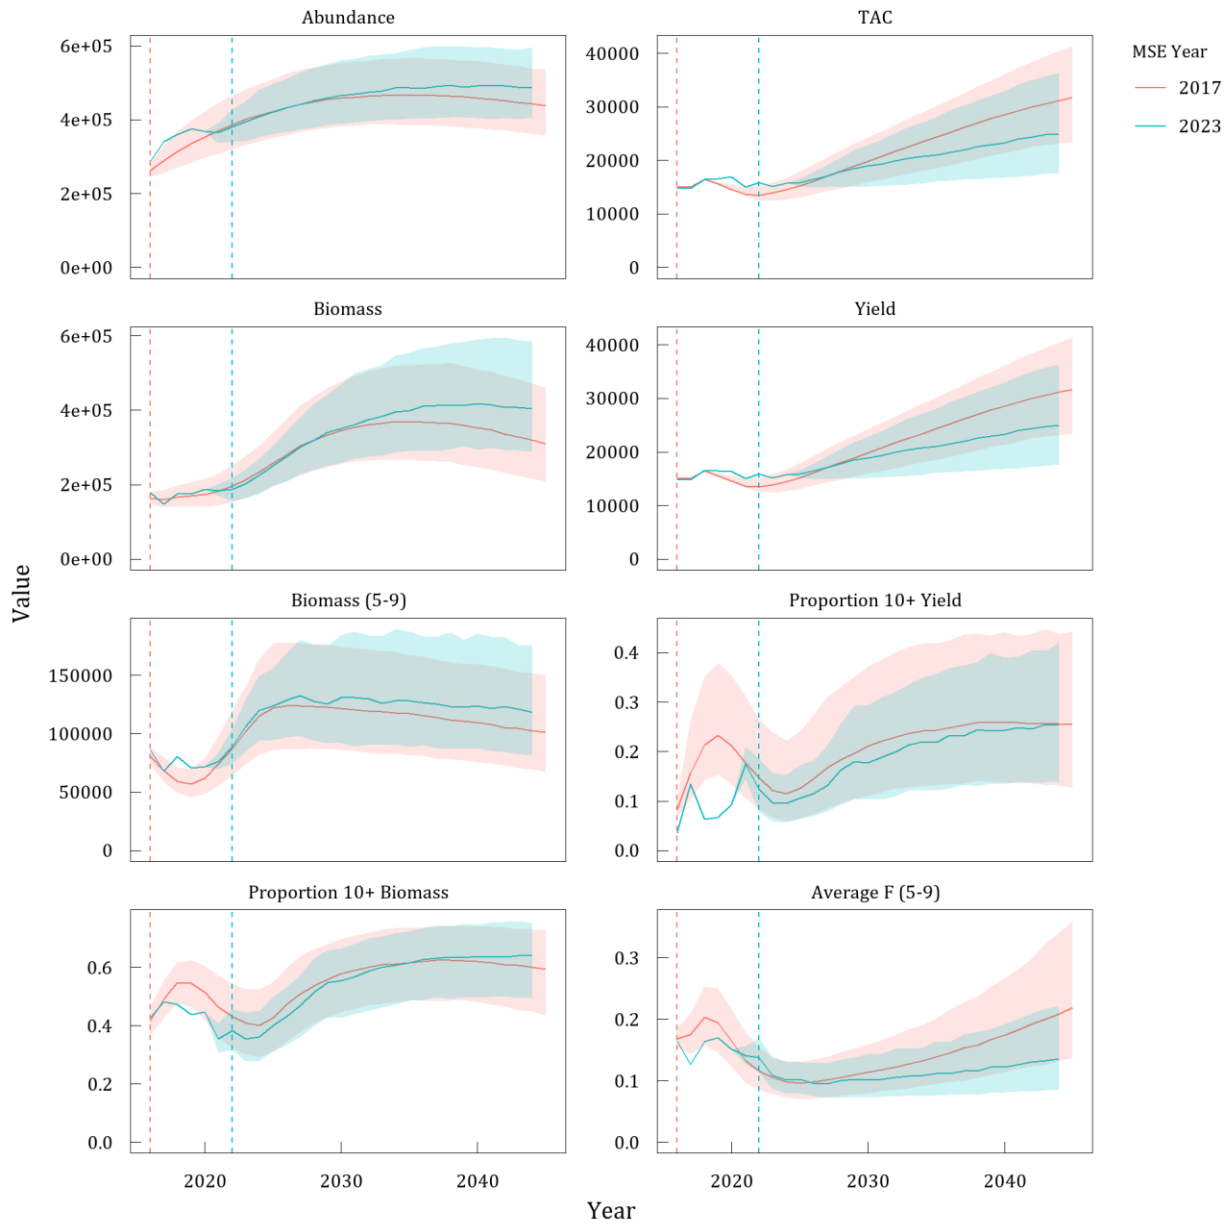 Abundance
TAC
6e+05
4e+05
2e+05
0e+00
40000
30000
20000
10000
0
MSE Year
2017
2023
Biomass
Yield
6e+05
4e+05
2e+05
0e+00
40000
30000
20000
10000
0
Value
Biomass (5-9)
Proportion 10+ Yield
150000
100000
50000
0
0.4
0.3
0.2
0.1
0.0
Proportion 10+ Biomass
Average F (5-9)
0.6
0.4
0.2
0.0
0.3
0.2
0.1
0.0
2020
2030
2040
2020
2030
2040
Year